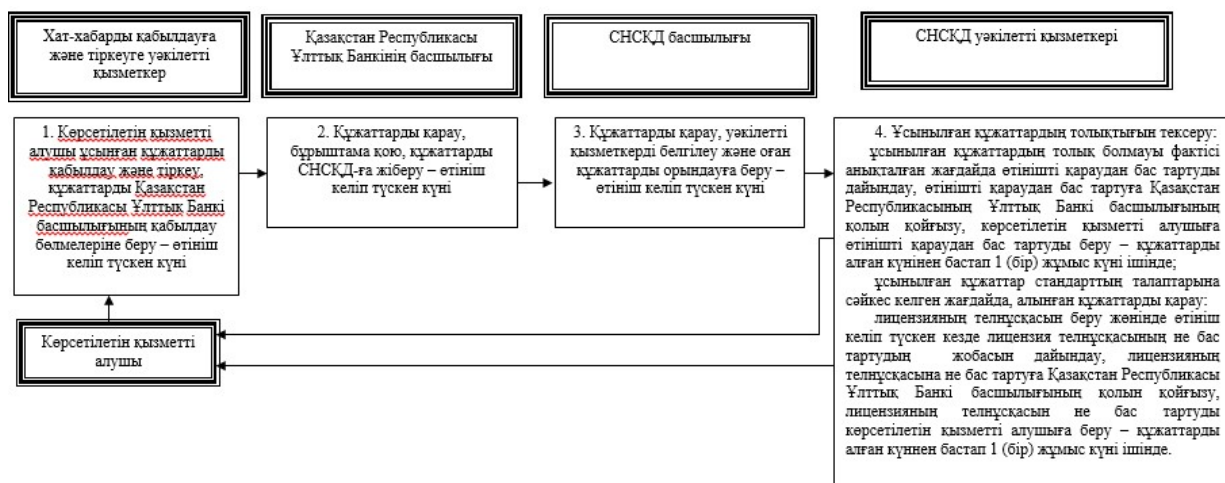 Хат-хабарды қабылдауға
және тіркеуге уәкілетті
қызметкер
Қазақстан Республикасы
Ұлттық Банкінің басшылығы
СНСҚД басшылығы
СНСҚД уәкілетті қызметкері
1. Көрсетілетін қызметті
алушы ұсынған құжаттарды
қабылдау және тіркеу,
құжаттарды Қазақстан
Республикасы Ұлттық Банкі
басшылығының қабылдау
бөлмелеріне беру – өтініш
келіп түскен күні
2. Құжаттарды қарау,
бұрыштама қою, құжаттарды
СНСҚД-ға жіберу – өтініш
келіп түскен күні
3. Құжаттарды қарау, уәкілетті
қызметкерді белгілеу және оған
құжаттарды орындауға беру –
өтініш келіп түскен күні
4. Ұсынылған құжаттардың толықтығын тексеру:
ұсынылған құжаттардың толық болмауы фактісі
анықталған жағдайда өтінішті қараудан бас тартуды
дайындау, өтінішті қараудан бас тартуға Қазақстан
Республикасының Ұлттық Банкі басшылығының
қолын қойғызу, көрсетілетін қызметті алушыға
өтінішті қараудан бас тартуды беру – құжаттарды
алған күнінен бастап 1 (бір) жұмыс күні ішінде;
ұсынылған құжаттар стандарттың талаптарына
сәйкес келген жағдайда, алынған құжаттарды қарау:
лицензияның телнұсқасын беру жөнінде өтініш
келіп түскен кезде лицензия телнұсқасының не бас
тартудың жобасын дайындау, лицензияның
телнұсқасына не бас тартуға Қазақстан Республикасы
Ұлттық Банкі басшылығының қолын қойғызу,
лицензияның телнұсқасын не бас тартуды
көрсетілетін қызметті алушыға беру – құжаттарды
алған күннен бастап 1 (бір) жұмыс күні ішінде.
Көрсетілетін қызметті
алушы